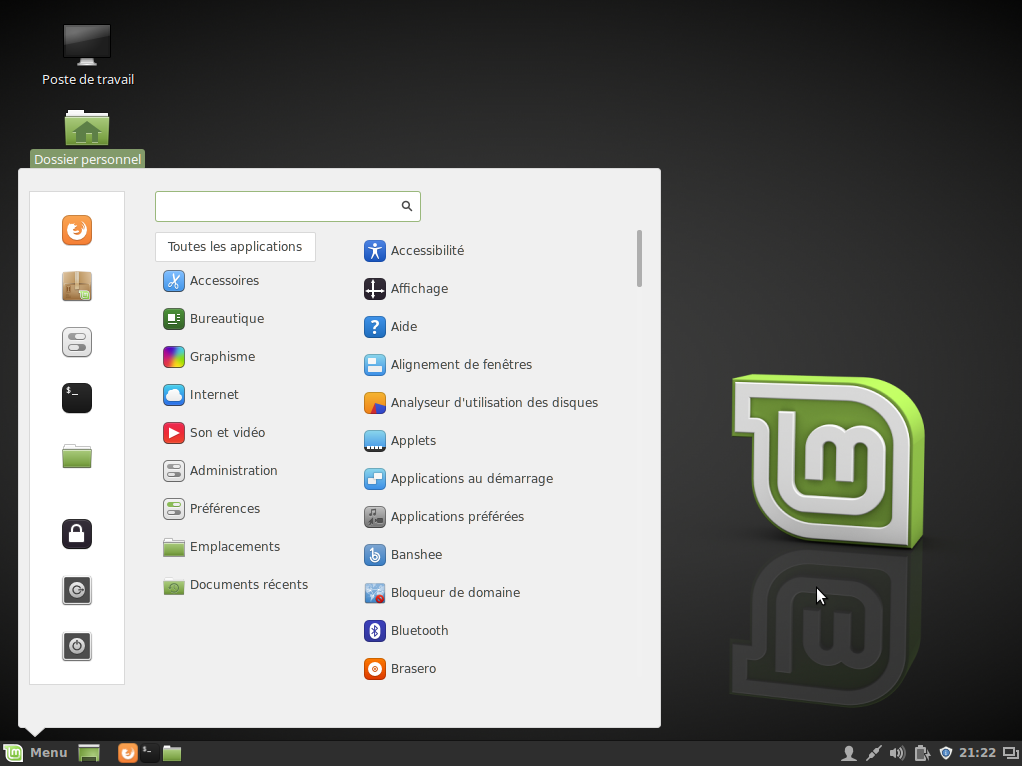 Poste de travail
Dossier personnel
Toutes les applications
Accessoires
Bureautique
Graphisme
Internet
Son et vidéo
Administration
Préférences
Emplacements
Documents récents
Accessibilité
Affichage
Aide
Alignement de fenêtres
Analyseur d'utilisation des disques
Applets
Applications au démarrage
Applications préférées
Banshee
Bloqueur de domaine
Bluetooth
Brasero
Menu
21:22